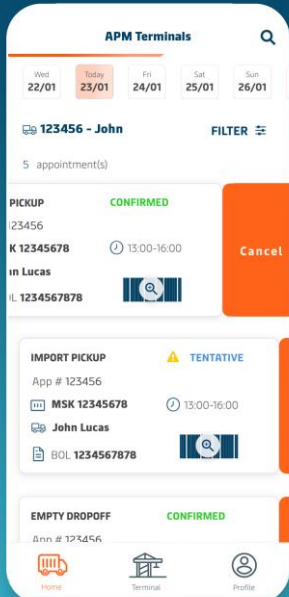 APM Terminals
Wed Today Fri Sat Sun
22/01 23/01 24/01 25/01 26/01
123456 - John FILTER
5 appointment(s)
PICKUP CONFIRMED
123456
K 12345678 13:00-16:00
n Lucas Cancel
L 1234567878
IMPORT PICKUP TENTATIVE
App # 123456
MSK 12345678 13:00-16:00
John Lucas
BOL 1234567878
EMPTY DROPOFF CONFIRMED
App # 123456
Home Terminal Profile